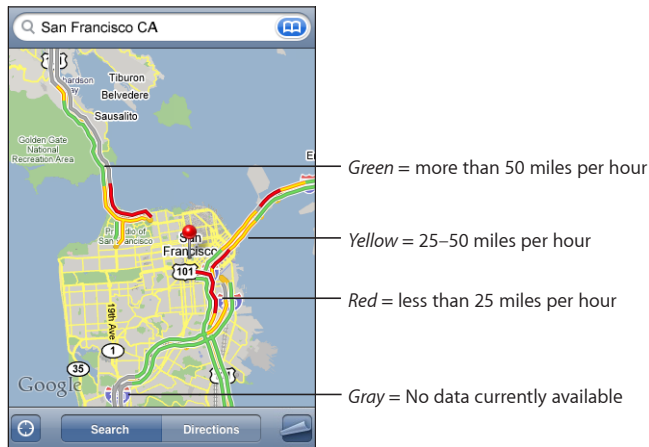 San Francisco CA
101
Tiburon
Belvedere
Sausalito
Golden Gate
National
Recreation Area
Green = more than 50 miles per hour
San
Francisco
Yellow = 25–50 miles per hour
101
Red = less than 25 miles per hour
19th Ave
1
35
Google
Gray = No data currently available
Search
Directions